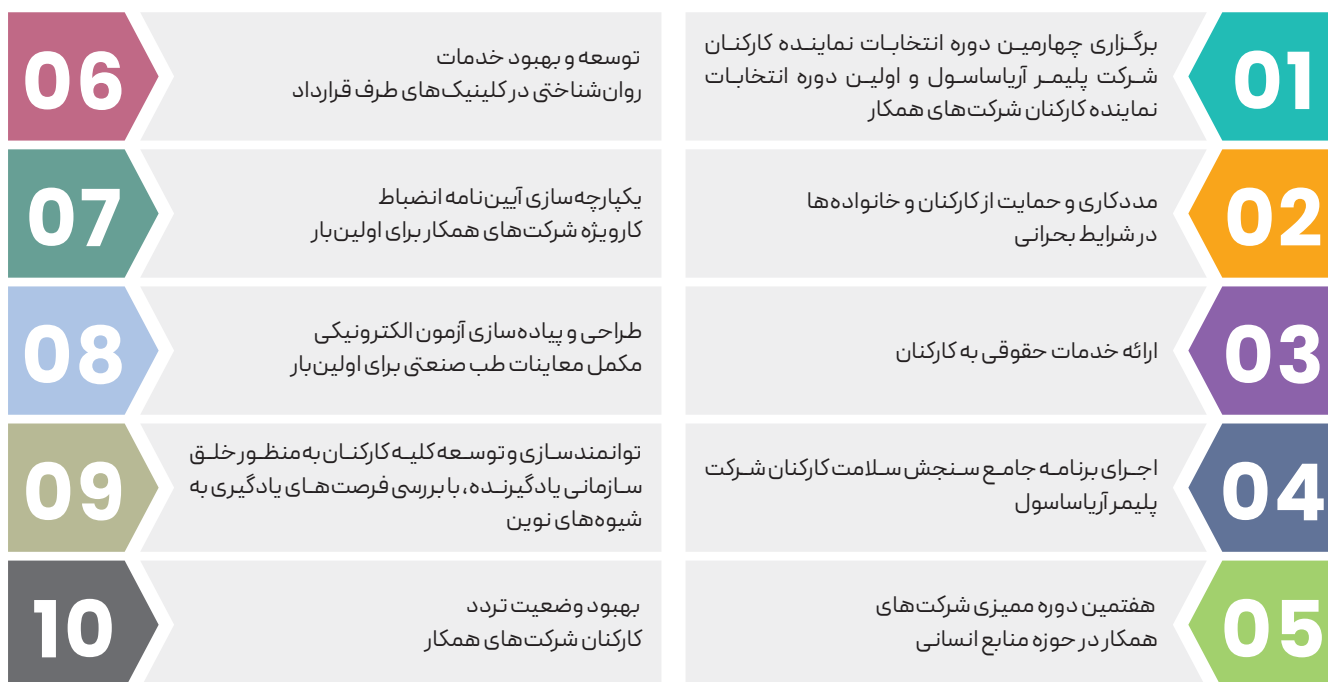 01
برگزاری چهارمین دوره انتخابات نماینده کارکنان
شرکت پلیمر آریاساسول و اولین دوره انتخابات
نماینده کارکنان شرکت‌های همکار
02
مددکاری و حمایت از کارکنان و خانواده‌ها
در شرایط بحرانی
03
ارائه خدمات حقوقی به کارکنان
04
اجرای برنامه جامع سنجش سلامت کارکنان شرکت
پلیمر آریاساسول
05
هفتمین دوره ممیزی شرکت‌های
همکار در حوزه منابع انسانی
06
توسعه و بهبود خدمات
روان‌شناختی در کلینیک‌های طرف قرارداد
07
یکپارچه‌سازی آیین‌نامه انضباط
کار ویژه شرکت‌های همکار برای اولین‌بار
08
طراحی و پیاده‌سازی آزمون الکترونیکی
مکمل معاینات طب صنعتی برای اولین‌بار
09
توانمندسازی و توسعه کلیه کارکنان به‌منظور خلق
سازمانی یادگیرنده، با بررسی فرصت‌های یادگیری به
شیوه‌های نوین
10
بهبود وضعیت تردد
کارکنان شرکت‌های همکار